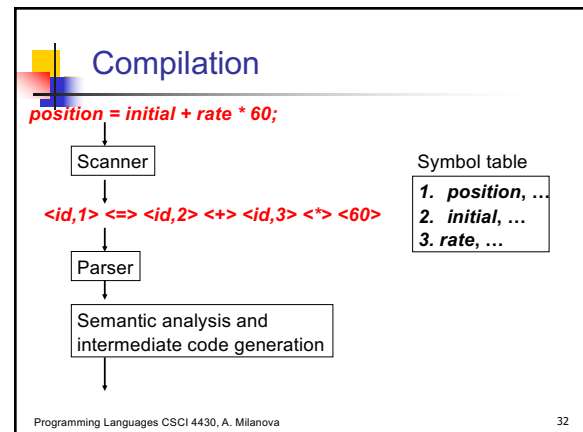 Compilation
position = initial + rate * 60;
Scanner
<id,1> <=> <id,2> <+> <id,3> <*> <60>
Parser
Semantic analysis and
intermediate code generation
Symbol table
1. position, …
2. initial, …
3. rate, …
Programming Languages CSCI 4430, A. Milanova
32